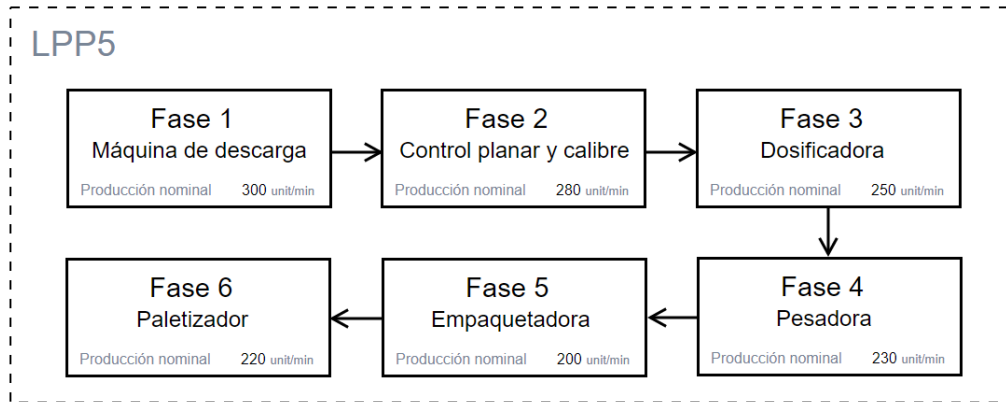 LPP5
Fase 1
Máquina de descarga
Producción nominal 300 unit/min
Fase 2
Control planar y calibre
Producción nominal 280 unit/min
Fase 3
Dosificadora
Producción nominal 250 unit/min
Fase 4
Pesadora
Producción nominal 230 unit/min
Fase 5
Empaquetadora
Producción nominal 200 unit/min
Fase 6
Paletizador
Producción nominal 220 unit/min